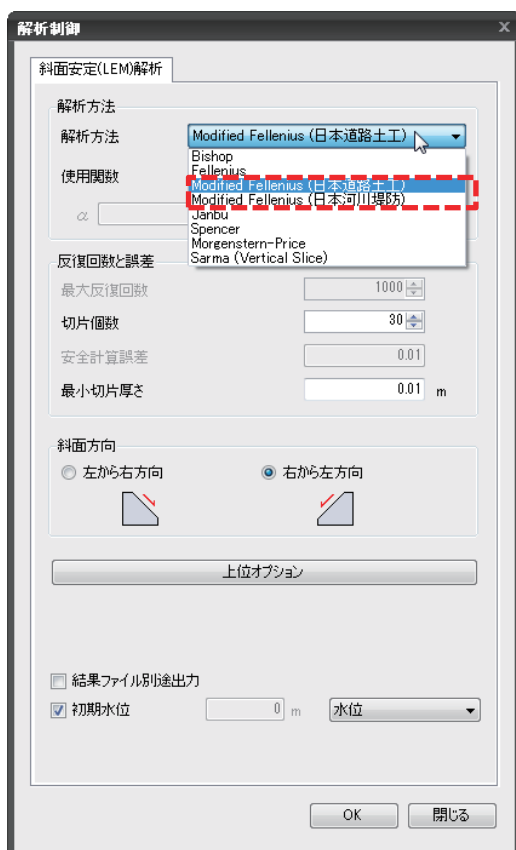 解析制御 x
斜面安定(LEM)解析
解析方法
解析方法 Modified Fellenius (日本道路土工)
Bishop
Fellenius
使用関数
Modified Fellenius (日本道路土工)
Modified Fellenius (日本河川堤防)
α
Janbu
Spencer
Morgenstern-Price
Sarma (Vertical Slice)
反復回数と誤差
最大反復回数 1000
切片個数 30
安全計算誤差 0.01
最小切片厚さ 0.01 m
斜面方向
左から右方向 右から左方向
上位オプション
結果ファイル別途出力
初期水位 0 m 水位
OK 閉じる